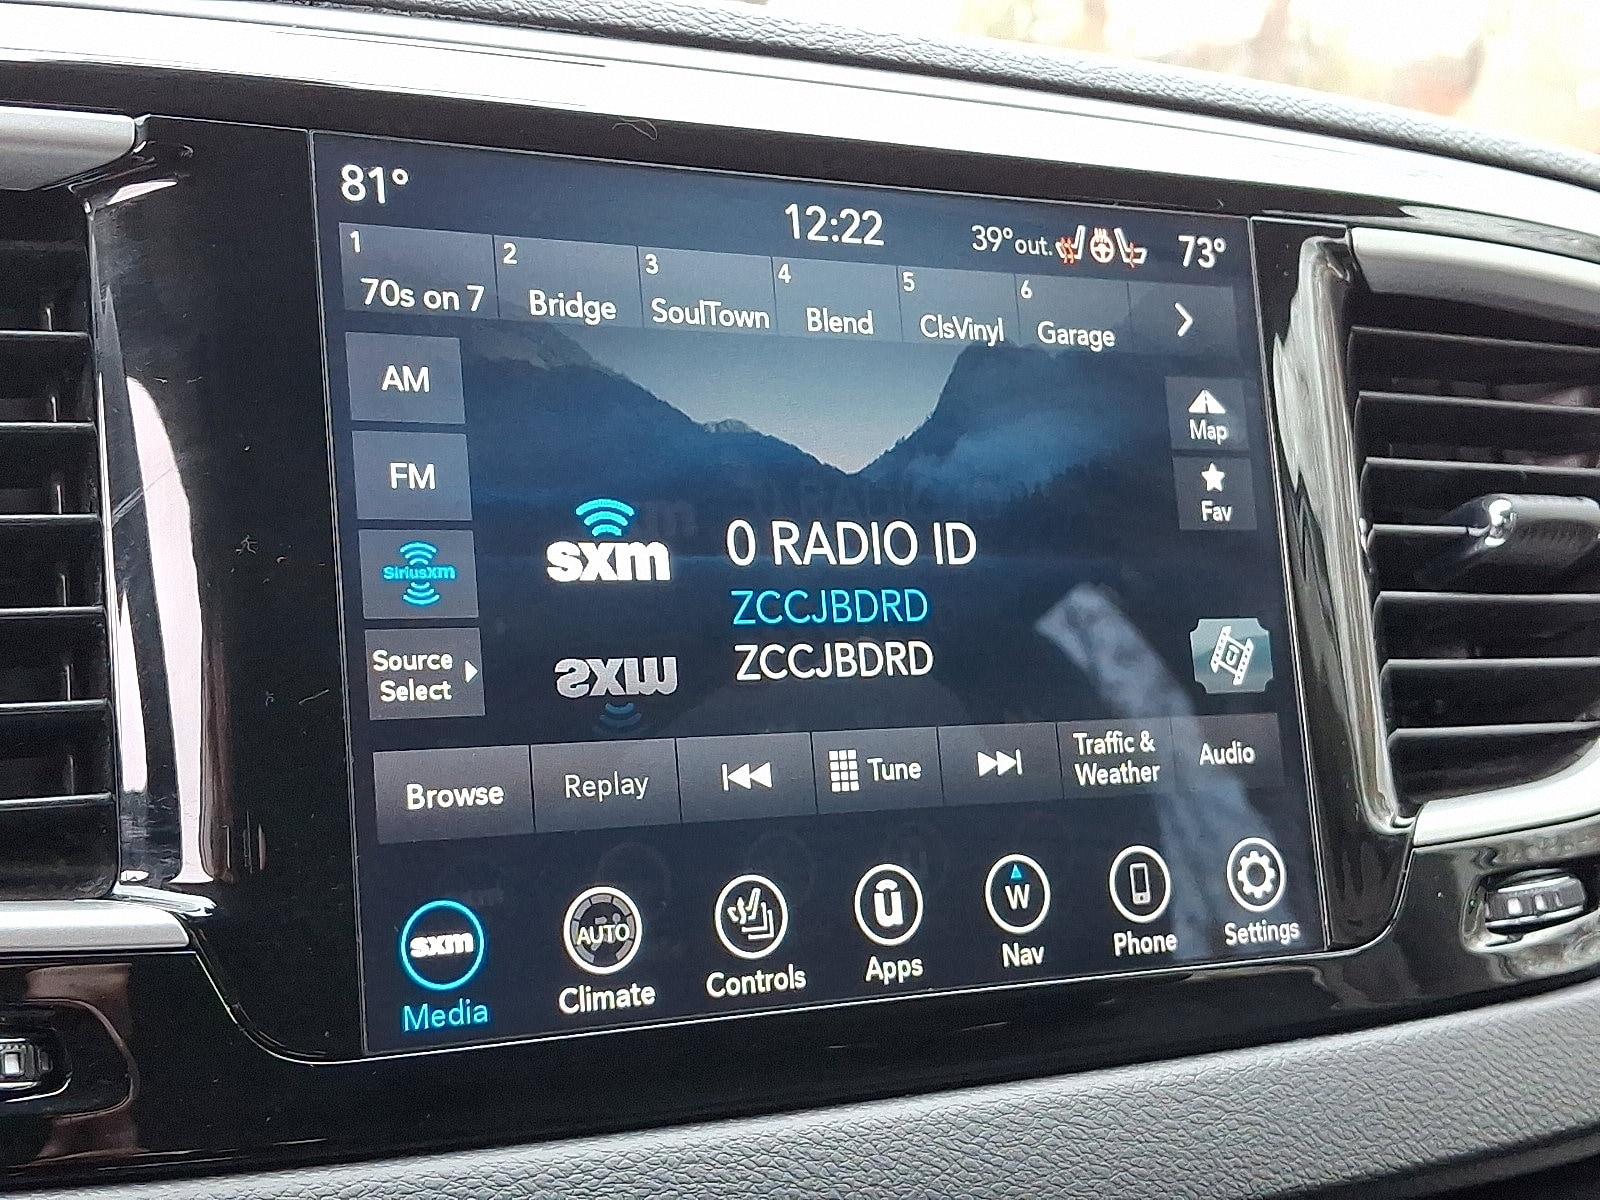 81°
12:22
39°out.
73°
1
70s on 7
2
Bridge
3
SoulTown
4
Blend
5
ClsVinyl
6
Garage
AM
FM
SiriusXM
Source
Select
Map
Fav
sxm
0 RADIO ID
ZCCJBDRD
ZCCJBDRD
sxm
Browse
Replay
Tune
Traffic &
Weather
Audio
sxm
Media
AUTO
Climate
Controls
ū
Apps
W
Nav
Phone
Settings